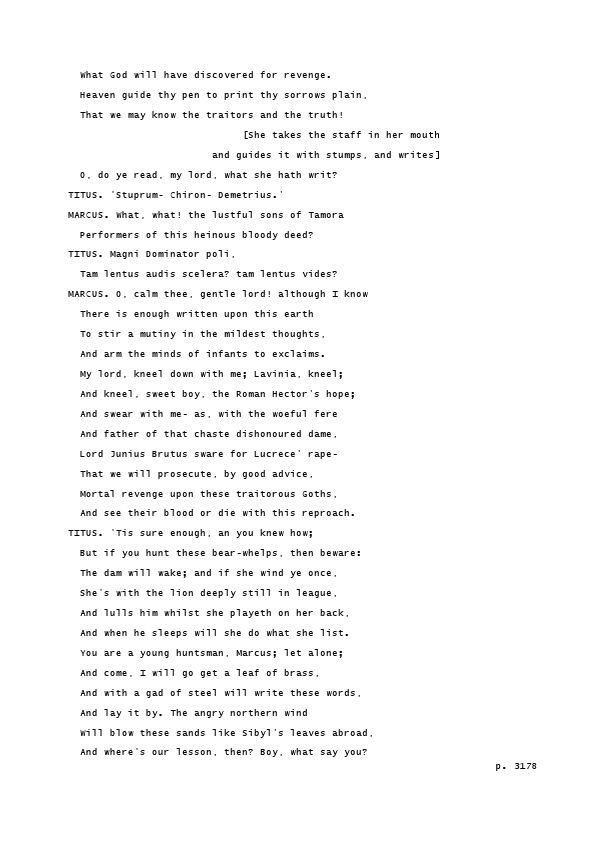 What God will have discovered for revenge.
Heaven guide thy pen to print thy sorrows plain,
That we may know the traitors and the truth!
[She takes the staff in her mouth
and guides it with stumps, and writes]
O, do ye read, my lord, what she hath writ?
TITUS. 'Stuprum- Chiron- Demetrius.'
MARCUS. What, what! the lustful sons of Tamora
Performers of this heinous bloody deed?
TITUS. Magni Dominator poli,
Tam lentus audis scelera? tam lentus vides?
MARCUS. O, calm thee, gentle lord! although I know
There is enough written upon this earth
To stir a mutiny in the mildest thoughts,
And arm the minds of infants to exclaims.
My lord, kneel down with me; Lavinia, kneel;
And kneel, sweet boy, the Roman Hector's hope;
And swear with me- as, with the woeful fere
And father of that chaste dishonoured dame,
Lord Junius Brutus sware for Lucrece' rape-
That we will prosecute, by good advice,
Mortal revenge upon these traitorous Goths,
And see their blood or die with this reproach.
TITUS. 'Tis sure enough, an you knew how;
But if you hunt these bear-whelps, then beware:
The dam will wake; and if she wind ye once,
She's with the lion deeply still in league,
And lulls him whilst she playeth on her back,
And when he sleeps will she do what she list.
You are a young huntsman, Marcus; let alone;
And come, I will go get a leaf of brass,
And with a gad of steel will write these words,
And lay it by. The angry northern wind
Will blow these sands like Sibyl's leaves abroad,
And where's our lesson, then? Boy, what say you?
p. 3178